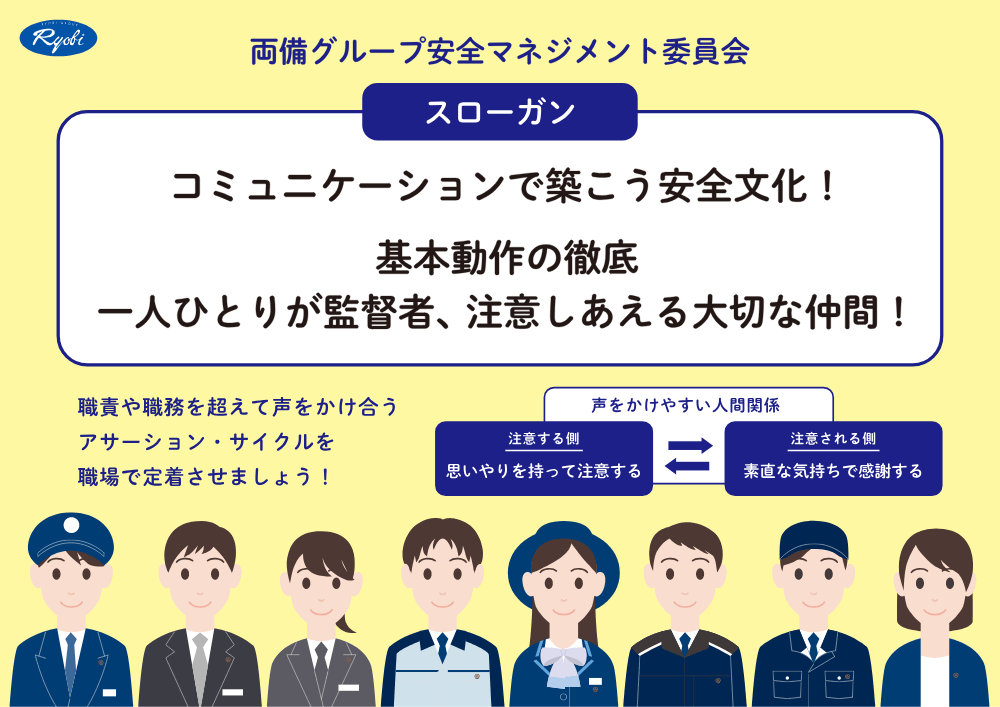 RYOBI GROUP
Ryobi
両備グループ安全マネジメント委員会
スローガン
コミュニケーションで築こう安全文化！
基本動作の徹底
一人ひとりが監督者、注意しあえる大切な仲間！
職責や職務を超えて声をかけ合う
アサーション・サイクルを
職場で定着させましょう！
声をかけやすい人間関係
注意する側
思いやりを持って注意する
注意される側
素直な気持ちで感謝する